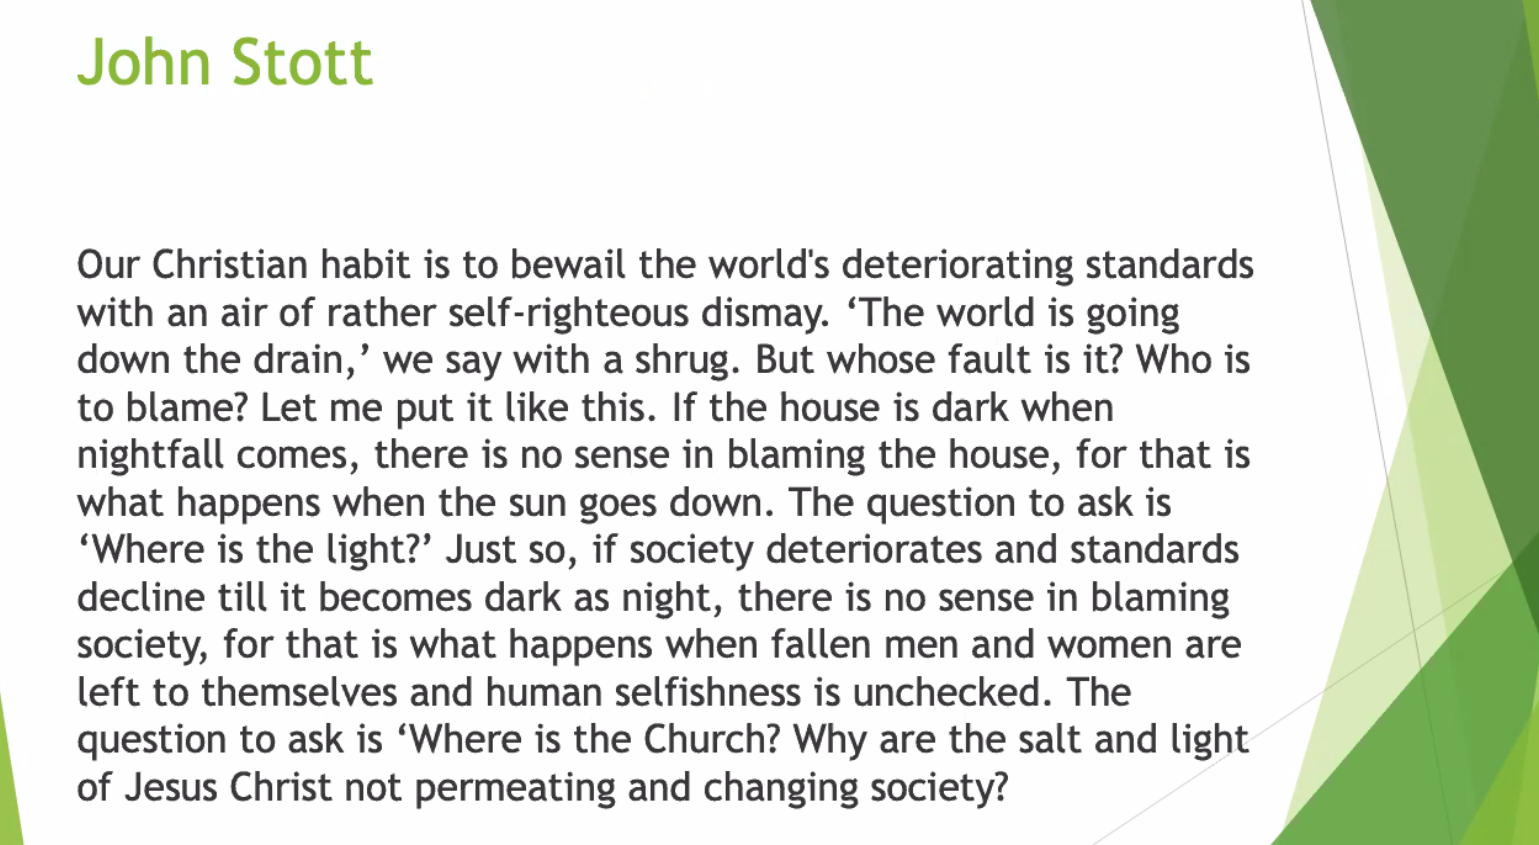 John Stott
Our Christian habit is to bewail the world's deteriorating standards
with an air of rather self-righteous dismay. ‘The world is going
down the drain,’ we say with a shrug. But whose fault is it? Who is
to blame? Let me put it like this. If the house is dark when
nightfall comes, there is no sense in blaming the house, for that is
what happens when the sun goes down. The question to ask is
‘Where is the light?’ Just so, if society deteriorates and standards
decline till it becomes dark as night, there is no sense in blaming
society, for that is what happens when fallen men and women are
left to themselves and human selfishness is unchecked. The
question to ask is ‘Where is the Church? Why are the salt and light
of Jesus Christ not permeating and changing society?